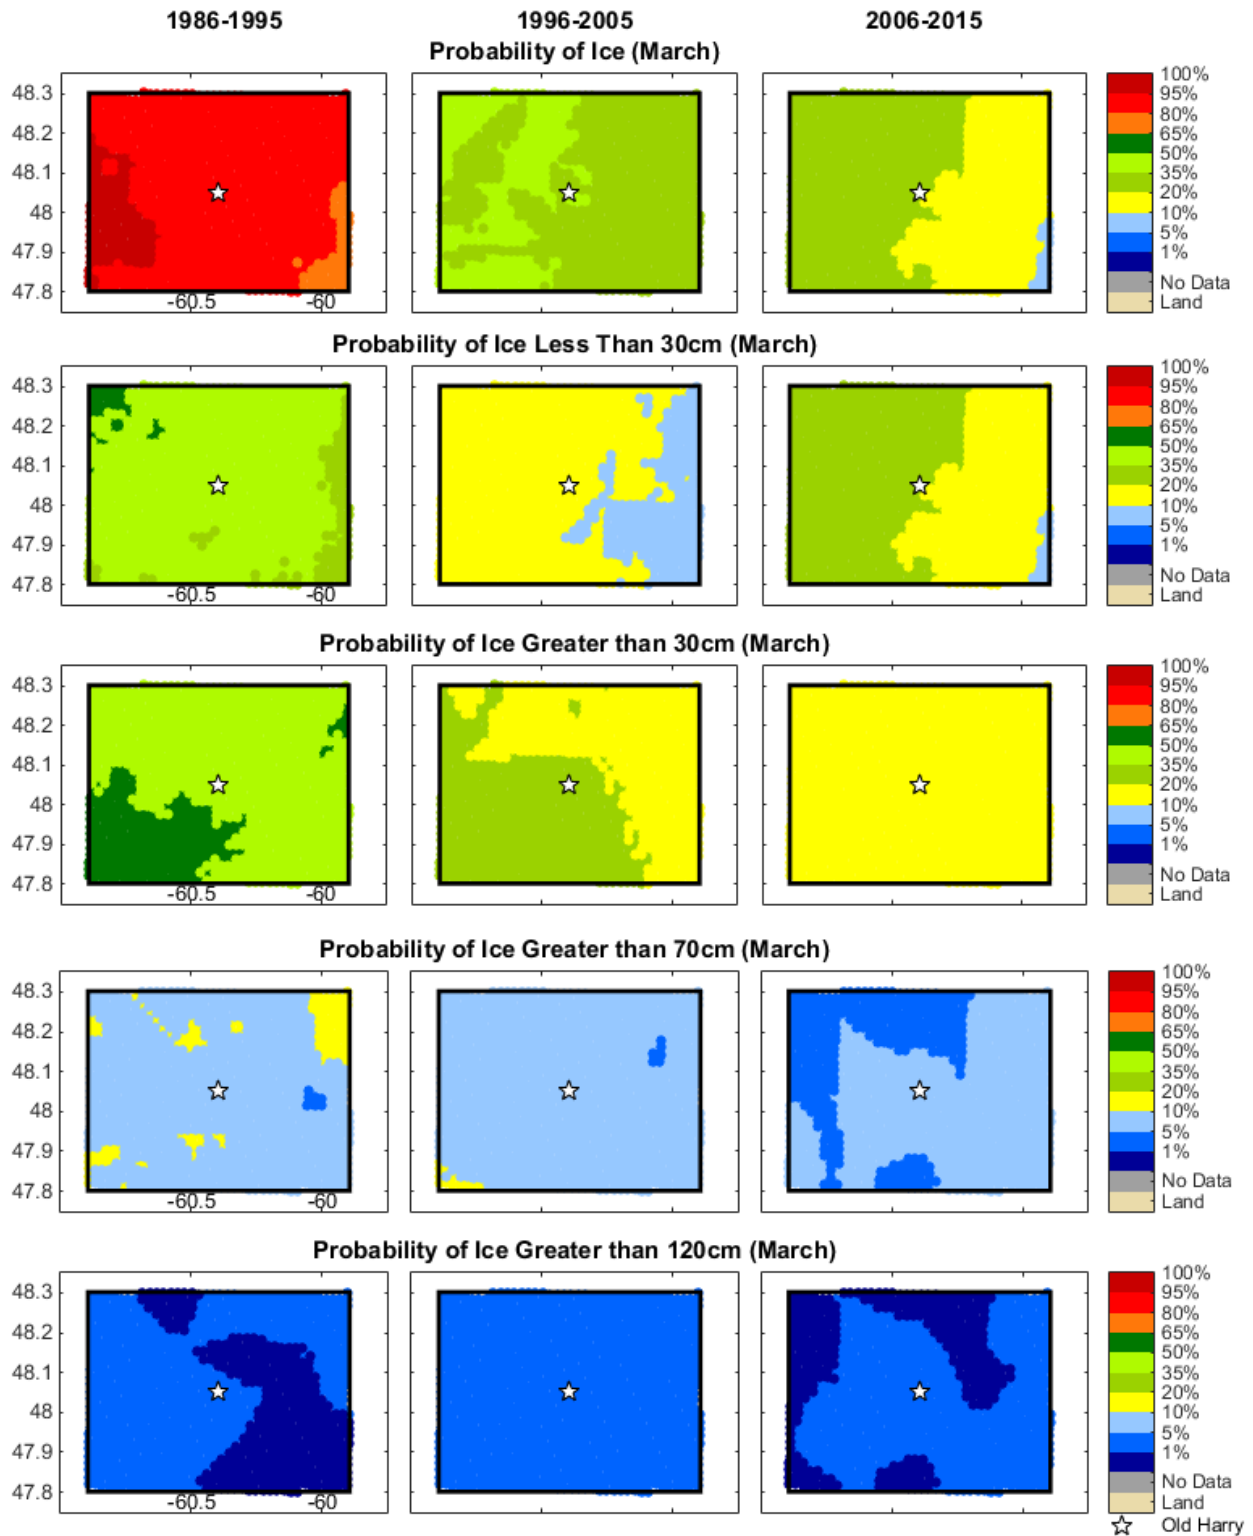 1986-1995 1996-2005 2006-2015
Probability of Ice (March)
48.3 48.2 48.1 48 47.9 47.8
-60.5 -60
100% 95% 80% 65% 50% 35% 20% 10% 5% 1% No Data Land
Probability of Ice Less Than 30cm (March)
48.3 48.2 48.1 48 47.9 47.8
-60.5 -60
100% 95% 80% 65% 50% 35% 20% 10% 5% 1% No Data Land
Probability of Ice Greater than 30cm (March)
48.3 48.2 48.1 48 47.9 47.8
-60.5 -60
100% 95% 80% 65% 50% 35% 20% 10% 5% 1% No Data Land
Probability of Ice Greater than 70cm (March)
48.3 48.2 48.1 48 47.9 47.8
-60.5 -60
100% 95% 80% 65% 50% 35% 20% 10% 5% 1% No Data Land
Probability of Ice Greater than 120cm (March)
48.3 48.2 48.1 48 47.9 47.8
-60.5 -60
100% 95% 80% 65% 50% 35% 20% 10% 5% 1% No Data Land
Old Harry